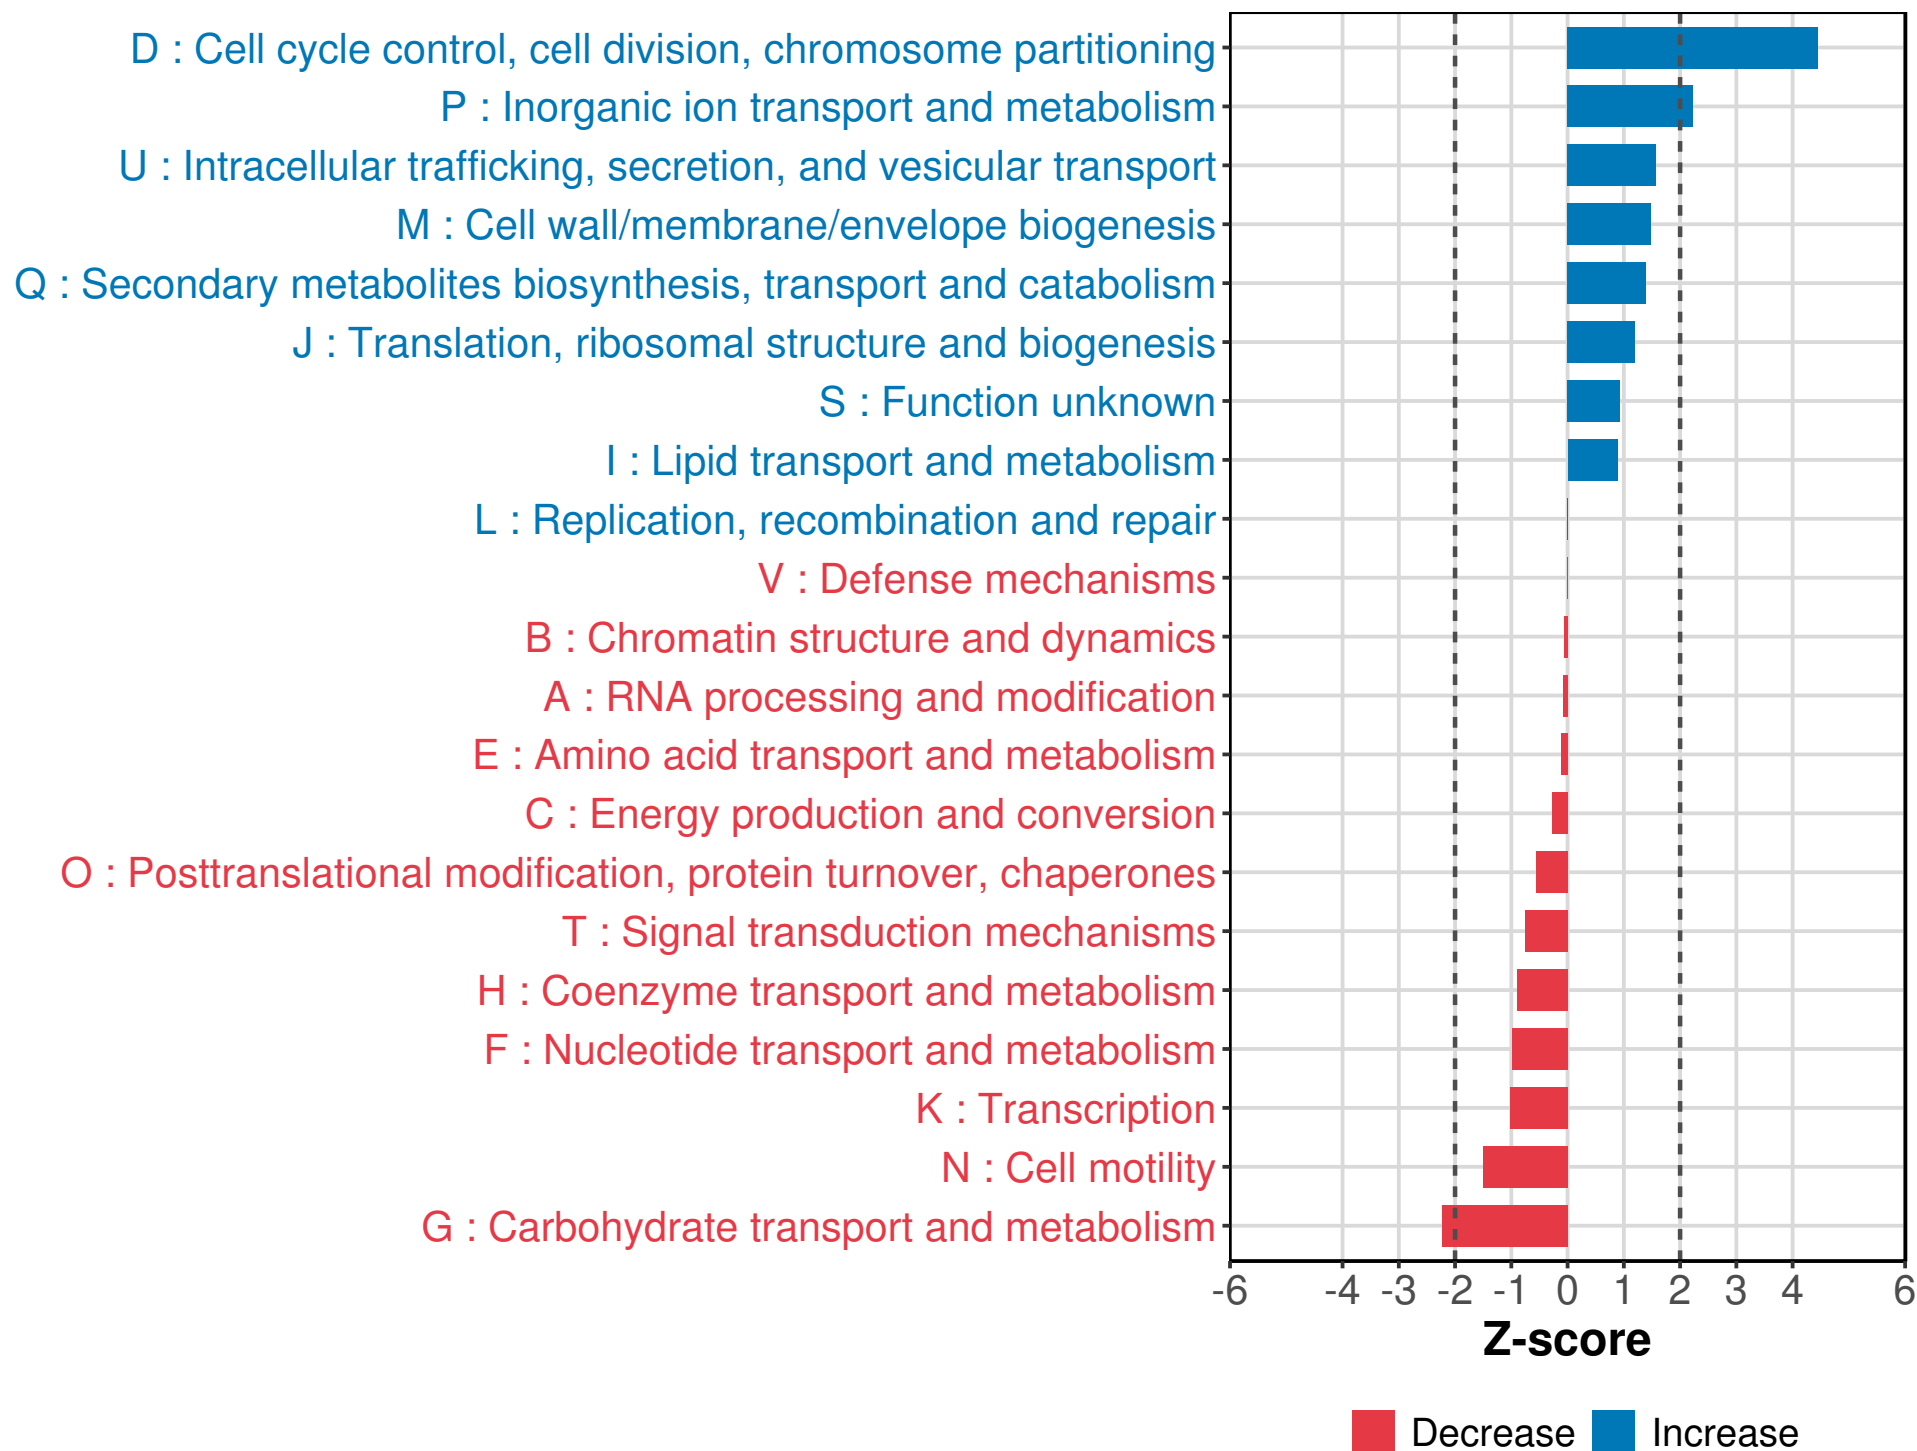 D : Cell cycle control, cell division, chromosome partitioning
P : Inorganic ion transport and metabolism
U : Intracellular trafficking, secretion, and vesicular transport
M : Cell wall/membrane/envelope biogenesis
Q : Secondary metabolites biosynthesis, transport and catabolism
J : Translation, ribosomal structure and biogenesis
S : Function unknown
I : Lipid transport and metabolism
L : Replication, recombination and repair
V : Defense mechanisms
B : Chromatin structure and dynamics
A : RNA processing and modification
E : Amino acid transport and metabolism
C : Energy production and conversion
O : Posttranslational modification, protein turnover, chaperones
T : Signal transduction mechanisms
H : Coenzyme transport and metabolism
F : Nucleotide transport and metabolism
K : Transcription
N : Cell motility
G : Carbohydrate transport and metabolism
-6 -4 -3 -2 -1 0 1 2 3 4 6
Z-score
Decrease Increase